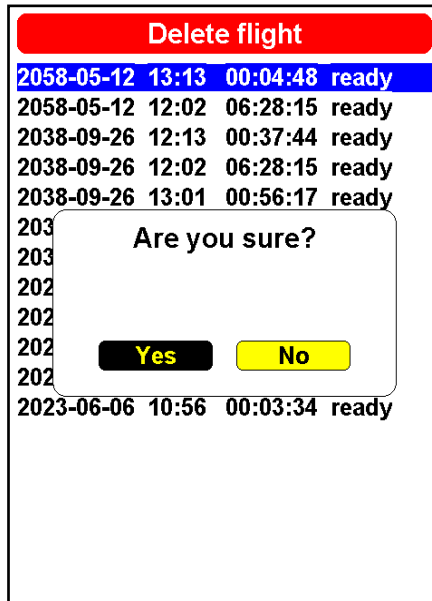 Delete flight
2058-05-12 13:13 00:04:48 ready
2058-05-12 12:02 06:28:15 ready
2038-09-26 12:13 00:37:44 ready
2038-09-26 12:02 06:28:15 ready
2038-09-26 13:01 00:56:17 ready
203
203
202
202
202
202
Are you sure?
Yes No
2023-06-06 10:56 00:03:34 ready